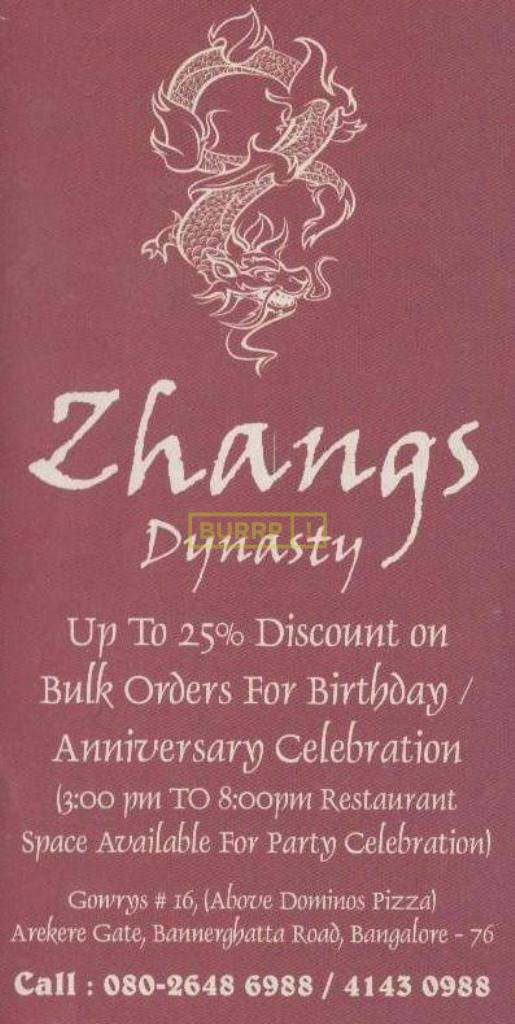 Zhangs
BURRP !
Dynasty
Up To 25% Discount on
Bulk Orders For Birthday /
Anniversary Celebration
(3:00 pm TO 8:00pm Restaurant
Space Available For Party Celebration)
Gowrys # 16, (Above Dominos Pizza)
Arekere Gate, Bannerghatta Road, Bangalore - 76
Call : 080-2648 6988 / 4143 0988